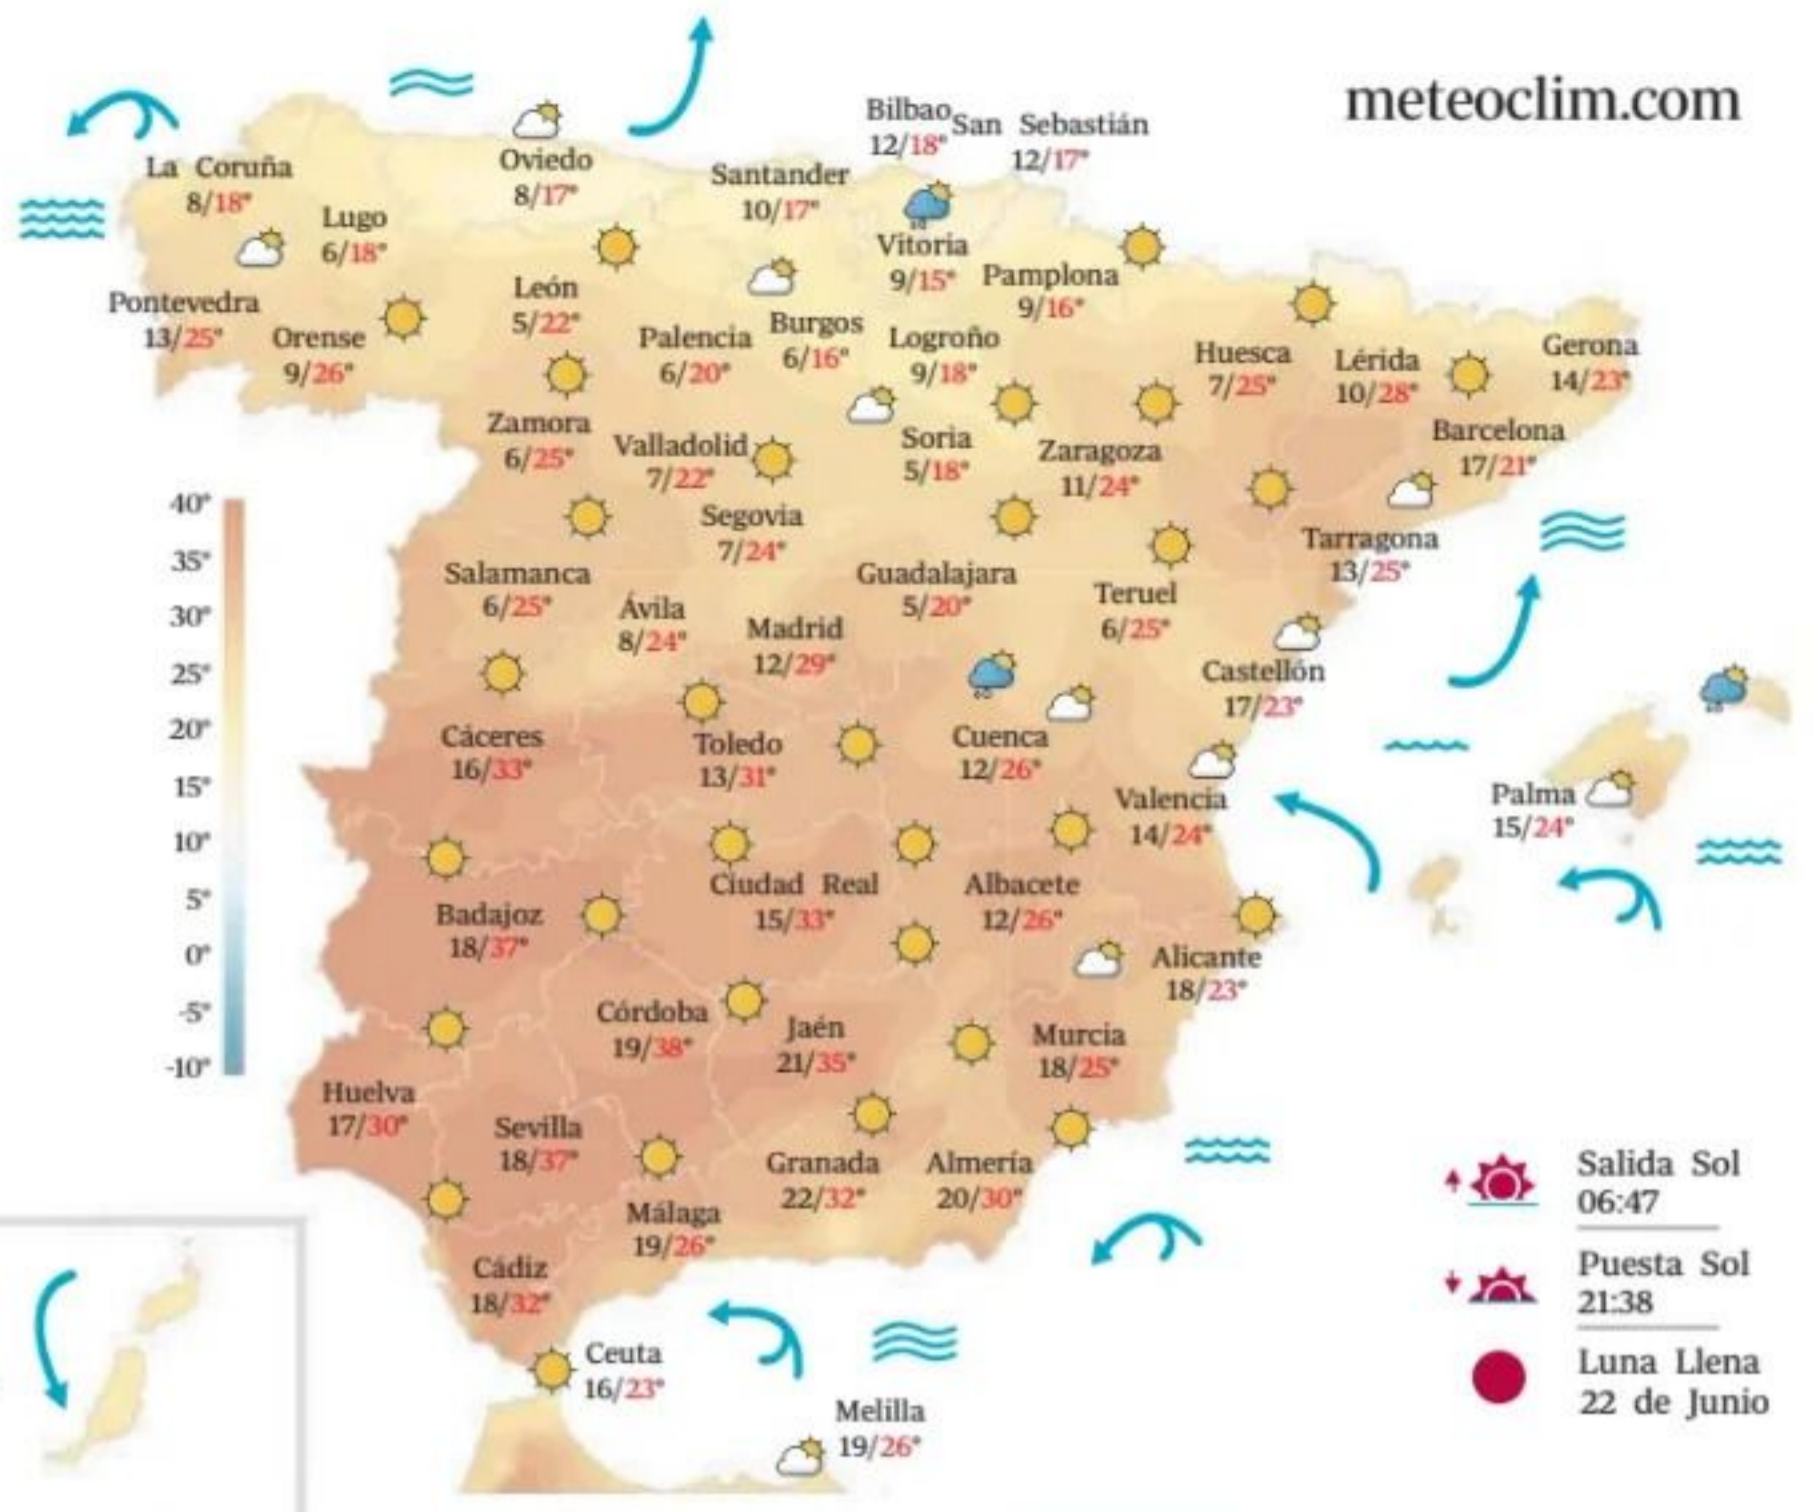 meteoclim.com
Bilbao
12/18°
San Sebastián
12/17°
La Coruña
8/18°
Oviedo
8/17°
Santander
10/17°
Lugo
6/18°
Vitoria
9/15°
Pamplona
9/16°
Pontevedra
13/25°
Orense
9/26°
León
5/22°
Palencia
6/20°
Burgos
6/16°
Logroño
9/18°
Huesca
7/25°
Lérida
10/28°
Gerona
14/23°
Zamora
6/25°
Valladolid
7/22°
Soria
5/18°
Zaragoza
11/24°
Barcelona
17/21°
Segovia
7/24°
Tarragona
13/25°
Salamanca
6/25°
Ávila
8/24°
Madrid
12/29°
Guadalajara
5/20°
Teruel
6/25°
Castellón
17/23°
Cáceres
16/33°
Toledo
13/31°
Cuenca
12/26°
Valencia
14/24°
Palma
15/24°
Badajoz
18/37°
Ciudad Real
15/33°
Albacete
12/26°
Alicante
18/23°
Córdoba
19/38°
Jaén
21/35°
Murcia
18/25°
Huelva
17/30°
Sevilla
18/37°
Granada
22/32°
Almería
20/30°
Málaga
19/26°
Cádiz
18/32°
Ceuta
16/23°
Melilla
19/26°
40°
35°
30°
25°
20°
15°
10°
5°
0°
-5°
-10°
Salida Sol
06:47
Puesta Sol
21:38
Luna Llena
22 de Junio